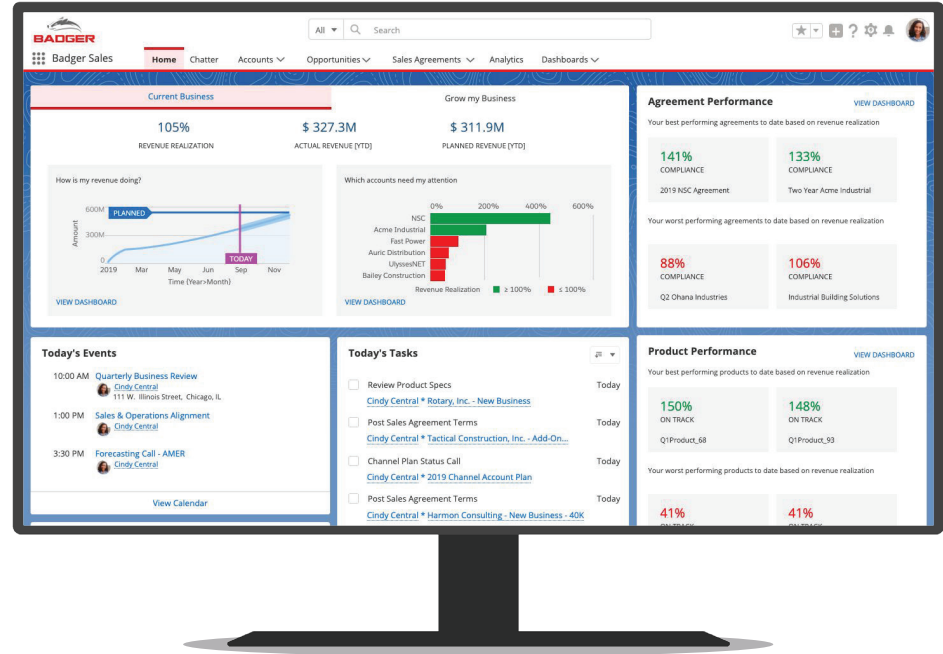 BADGER
All
Search
Badger Sales
Home
Chatter
Accounts
Opportunities
Sales Agreements
Analytics
Dashboards
Current Business
Grow my Business
105%
$ 327.3M
$ 311.9M
REVENUE REALIZATION
ACTUAL REVENUE [YTD]
PLANNED REVENUE [YTD]
How is my revenue doing?
600M
PLANNED
300M
0
Amount
TODAY
2019 Mar May Jun Sep Nov
Time (Year>Month)
VIEW DASHBOARD
Which accounts need my attention
0% 200% 400% 600%
NSC
Acme Industrial
Fast Power
Auric Distribution
UlyssesNET
Bailey Construction
Revenue Realization ≥ 100% ≤ 100%
VIEW DASHBOARD
Agreement Performance
VIEW DASHBOARD
Your best performing agreements to date based on revenue realization
141%
COMPLIANCE
2019 NSC Agreement
133%
COMPLIANCE
Two Year Acme Industrial
Your worst performing agreements to date based on revenue realization
88%
COMPLIANCE
Q2 Ohana Industries
106%
COMPLIANCE
Industrial Building Solutions
Today's Events
10:00 AM Quarterly Business Review
Cindy Central
111 W. Illinois Street, Chicago, IL
1:00 PM Sales & Operations Alignment
Cindy Central
3:30 PM Forecasting Call - AMER
Cindy Central
View Calendar
Today's Tasks
Review Product Specs Today
Cindy Central * Rotary, Inc. - New Business
Post Sales Agreement Terms Today
Cindy Central * Tactical Construction, Inc. - Add-On...
Channel Plan Status Call Today
Cindy Central * 2019 Channel Account Plan
Post Sales Agreement Terms Today
Cindy Central * Harmon Consulting - New Business - 40K
Product Performance
VIEW DASHBOARD
Your best performing products to date based on revenue realization
150%
ON TRACK
Q1Product_68
148%
ON TRACK
Q1Product_93
Your worst performing products to date based on revenue realization
41%
ON TRACK
41%
ON TRACK